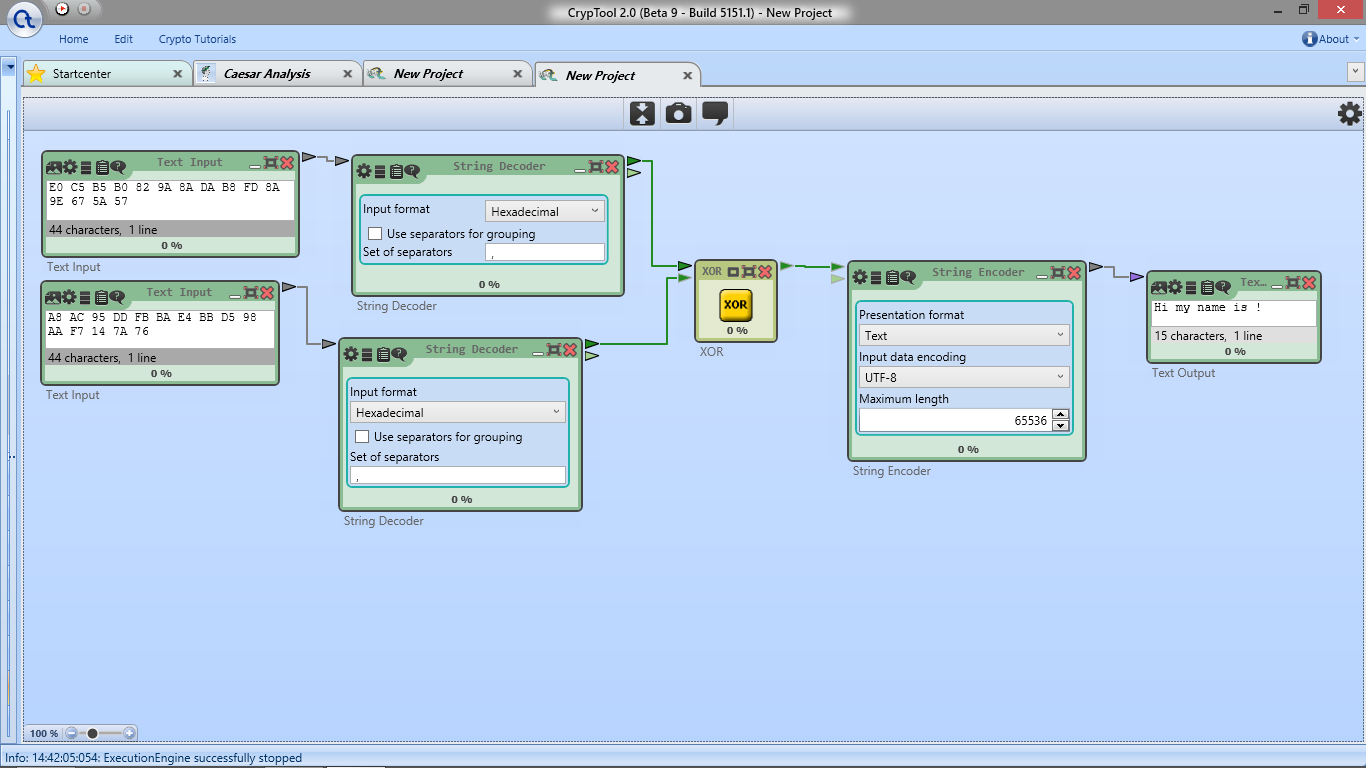 CrypTool 2.0 (Beta 9 - Build 5151.1) - New Project
Home Edit Crypto Tutorials About
Startcenter Caesar Analysis New Project New Project
Text Input
E0 C5 B5 B0 82 9A 8A DA B8 FD 8A
9E 67 5A 57
44 characters, 1 line
0 %
Text Input
String Decoder
Input format Hexadecimal
Use separators for grouping
Set of separators ,
0 %
String Decoder
Text Input
A8 AC 95 DD FB BA E4 BB D5 98
AA F7 14 7A 76
44 characters, 1 line
0 %
Text Input
String Decoder
Input format
Hexadecimal
Use separators for grouping
Set of separators
,
0 %
String Decoder
XOR
XOR
0 %
XOR
String Encoder
Presentation format
Text
Input data encoding
UTF-8
Maximum length
65536
0 %
String Encoder
Tex...
Hi my name is !
15 characters, 1 line
0 %
Text Output
100 %
Info: 14:42:05:054: ExecutionEngine successfully stopped